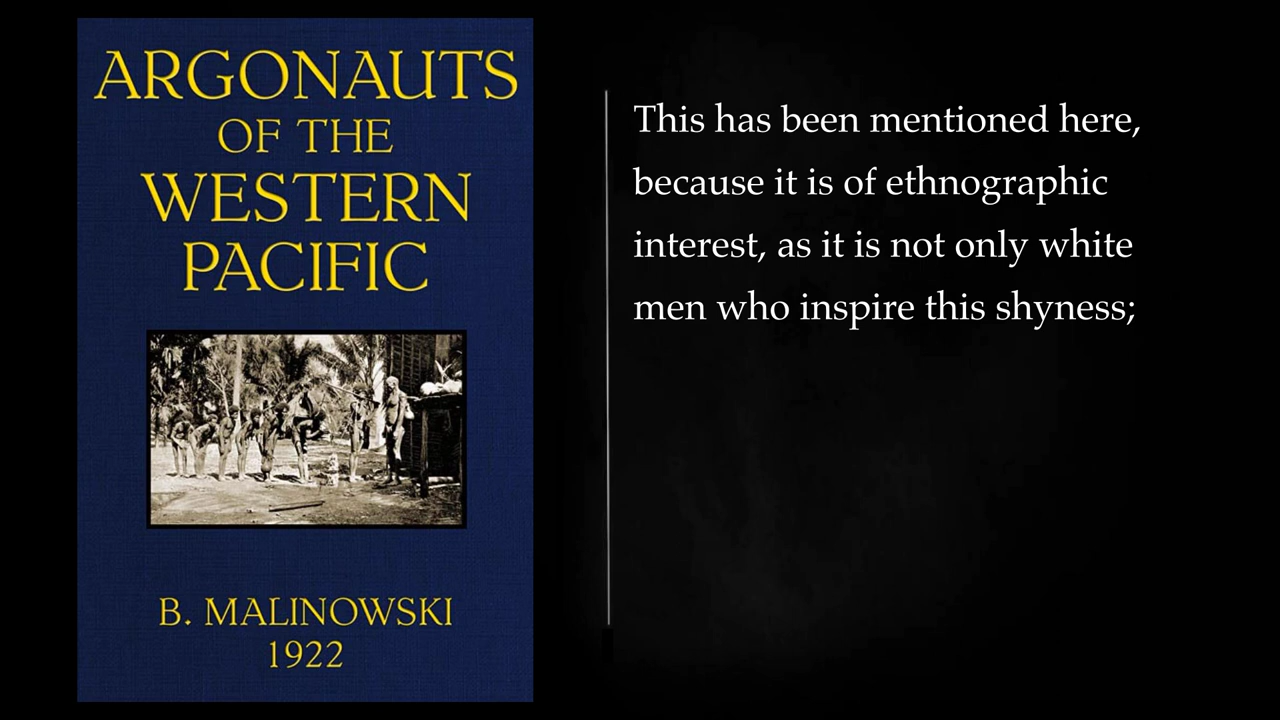 ARGONAUTS
OF THE
WESTERN
PACIFIC
B. MALINOWSKI
1922
This has been mentioned here,
because it is of ethnographic
interest, as it is not only white
men who inspire this shyness;